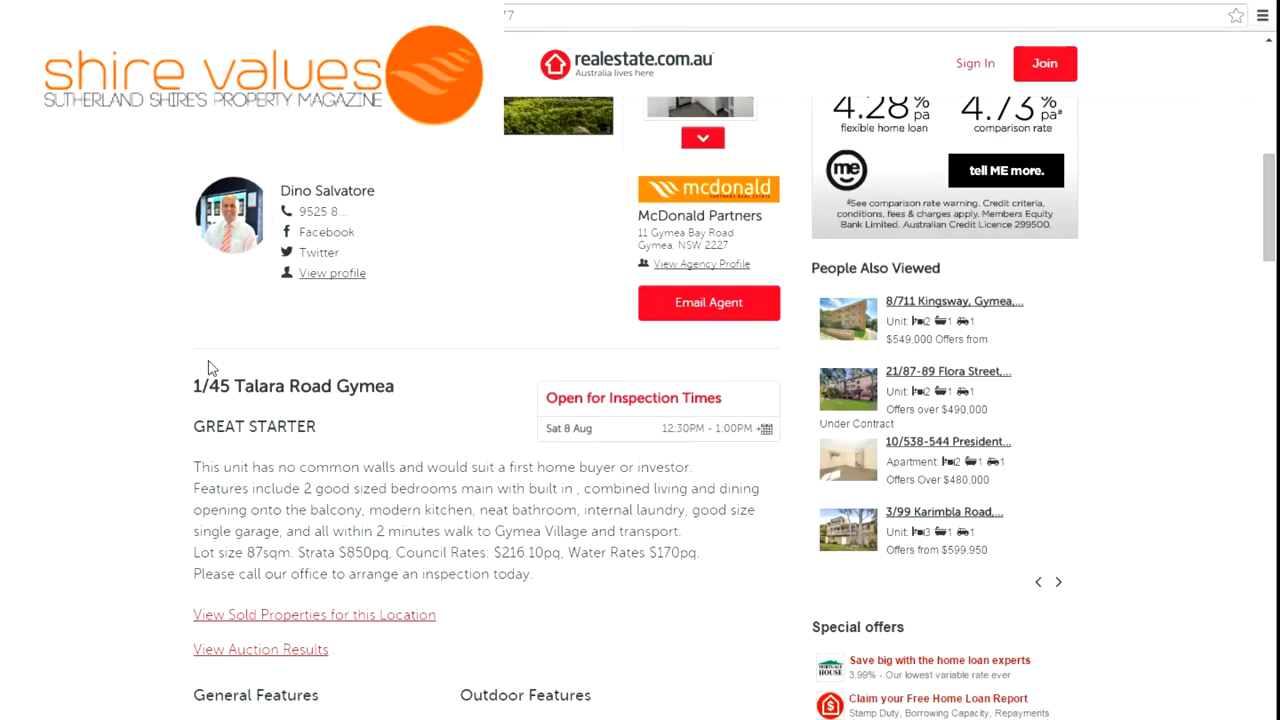 shire values
SUTHERLAND SHIRE'S PROPERTY MAGAZINE
realestate.com.au
Australia lives here
Sign In
Join
4.28 % pa
flexible home loan
4.73 % pa#
comparison rate
me
tell ME more.
#See comparison rate warning. Credit criteria,
conditions, fees & charges apply. Members Equity
Bank Limited. Australian Credit Licence 229500.
Dino Salvatore
9525 8...
Facebook
Twitter
View profile
mcdonald
PARTNERS REAL ESTATE
McDonald Partners
11 Gymea Bay Road
Gymea, NSW 2227
View Agency Profile
Email Agent
People Also Viewed
8/711 Kingsway, Gymea,...
Unit: 2 1 1
$549,000 Offers from
21/87-89 Flora Street,...
Unit: 2 1 1
Offers over $490,000
Under Contract
10/538-544 President...
Apartment: 2 1 1
Offers Over $480,000
3/99 Karimbla Road,...
Unit: 3 1 1
Offers from $599,950
1/45 Talara Road Gymea
GREAT STARTER
Open for Inspection Times
Sat 8 Aug 12:30PM - 1:00PM +
This unit has no common walls and would suit a first home buyer or investor.
Features include 2 good sized bedrooms main with built in , combined living and dining
opening onto the balcony, modern kitchen, neat bathroom, internal laundry, good size
single garage, and all within 2 minutes walk to Gymea Village and transport.
Lot size 87sqm. Strata $850pq, Council Rates: $216.10pq, Water Rates $170pq.
Please call our office to arrange an inspection today.
View Sold Properties for this Location
View Auction Results
General Features
Outdoor Features
Special offers
MORTGAGE HOUSE
Save big with the home loan experts
3.99% - Our lowest variable rate ever
Claim your Free Home Loan Report
Stamp Duty, Borrowing Capacity, Repayments